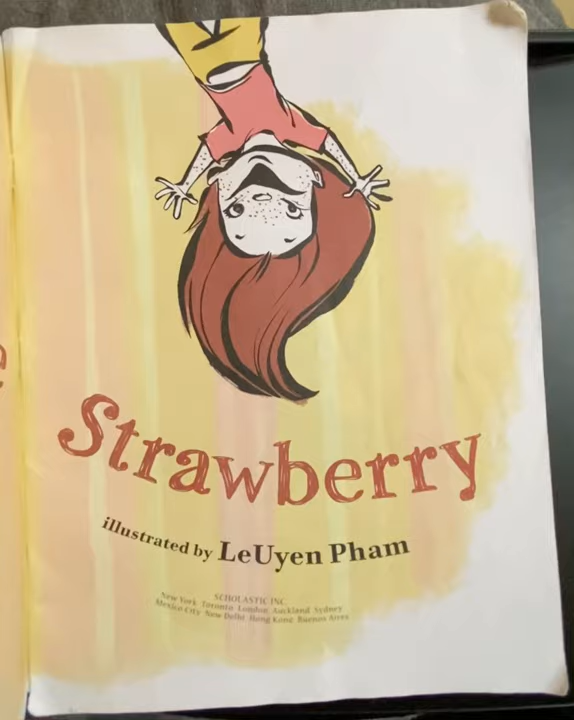 Strawberry
illustrated by LeUyen Pham
SCHOLASTIC INC.
New York Toronto London Auckland Sydney
Mexico City New Delhi Hong Kong Buenos Aires